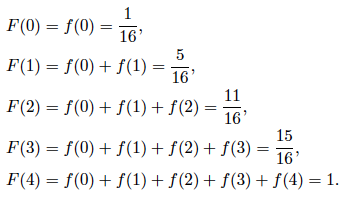 F(0) = f(0) = 1/16,
F(1) = f(0) + f(1) = 5/16,
F(2) = f(0) + f(1) + f(2) = 11/16,
F(3) = f(0) + f(1) + f(2) + f(3) = 15/16,
F(4) = f(0) + f(1) + f(2) + f(3) + f(4) = 1.